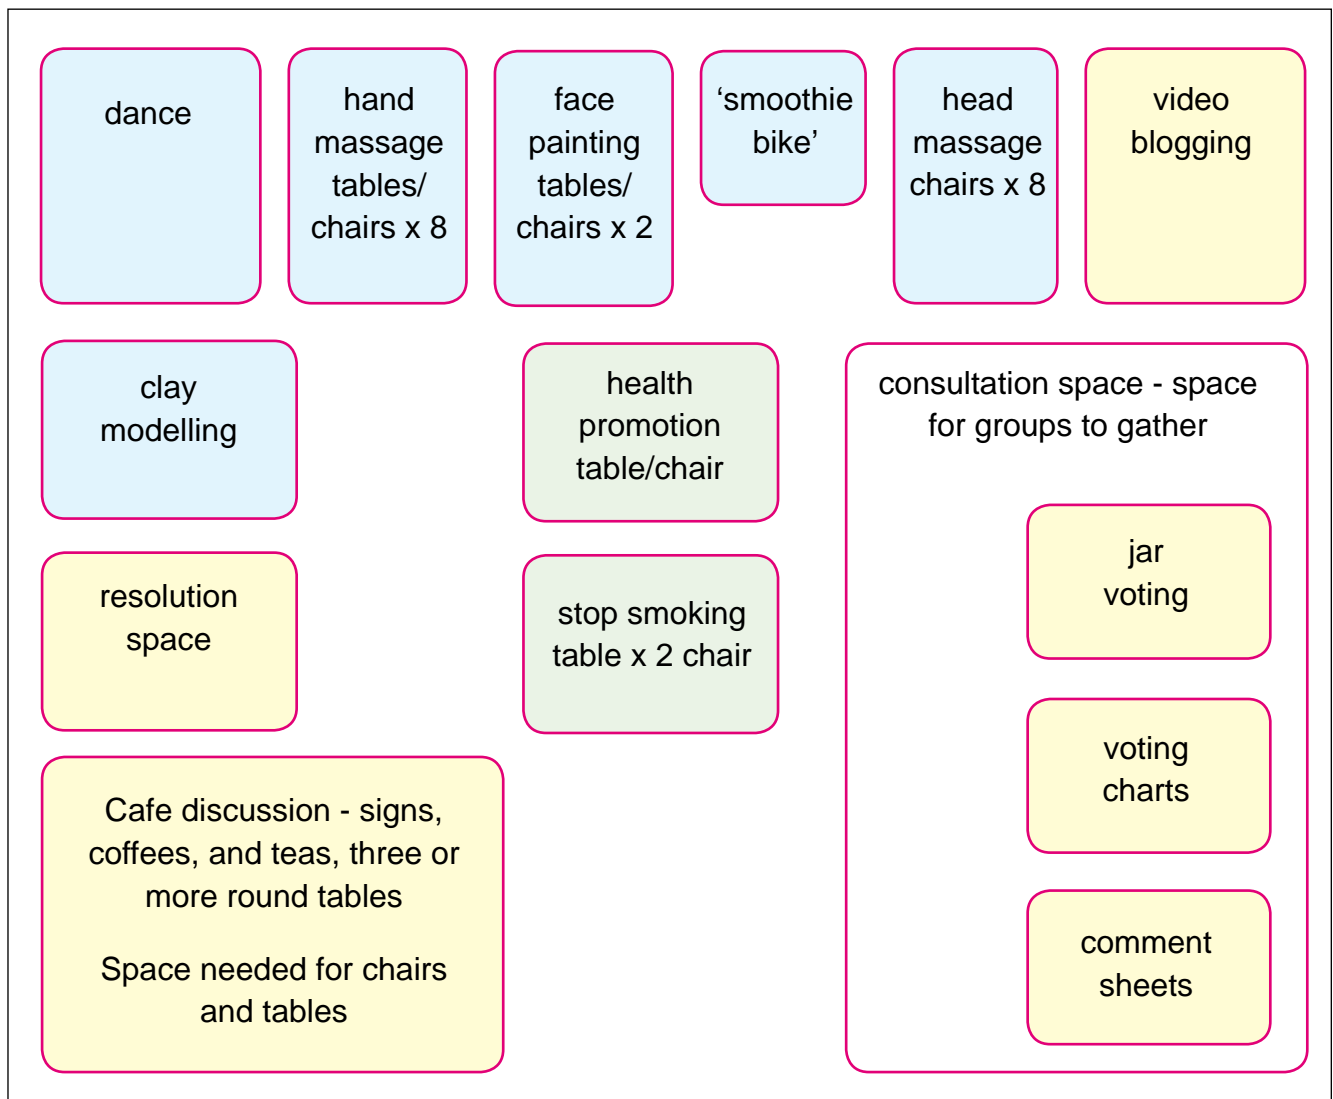 dance
hand
massage
tables/
chairs x 8
face
painting
tables/
chairs x 2
‘smoothie
bike’
head
massage
chairs x 8
video
blogging
clay
modelling
health
promotion
table/chair
consultation space - space
for groups to gather
jar
voting
resolution
space
stop smoking
table x 2 chair
voting
charts
Cafe discussion - signs,
coffees, and teas, three or
more round tables
Space needed for chairs
and tables
comment
sheets